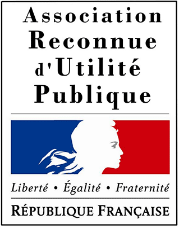 Association
Reconnue
d'Utilité
Publique
Liberté • Égalité • Fraternité
RÉPUBLIQUE FRANÇAISE